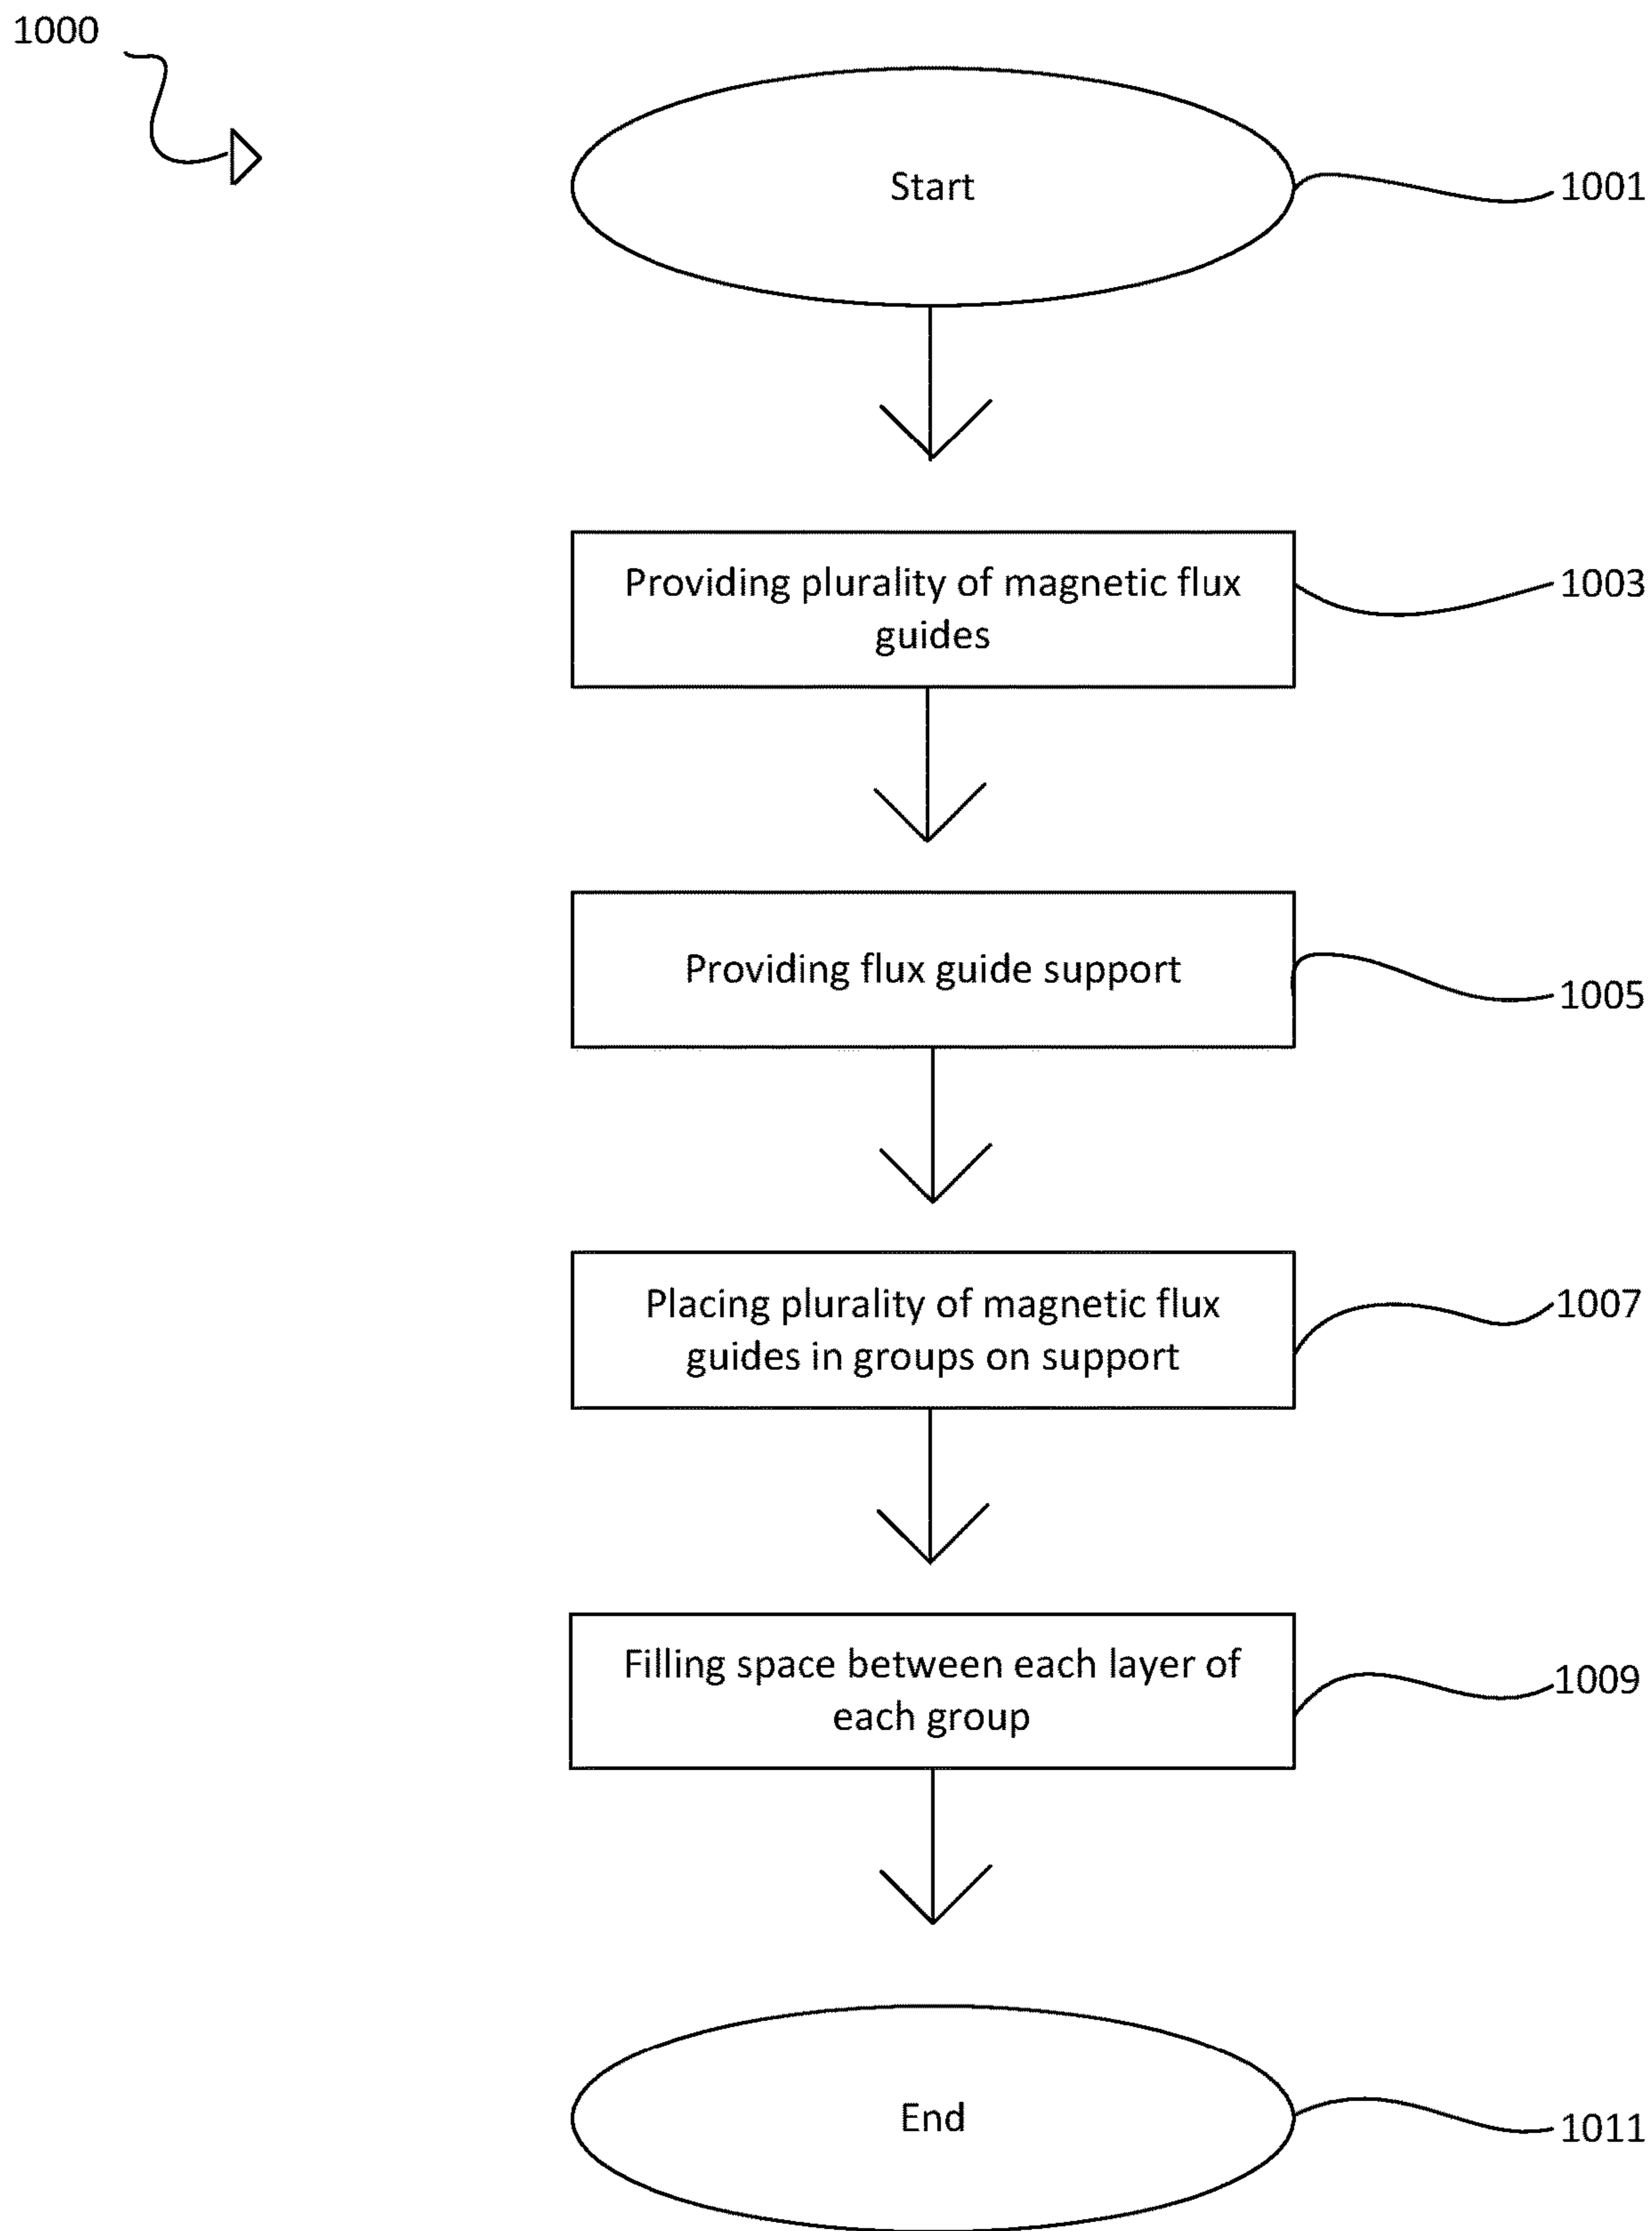 1000
Start
1001
Providing plurality of magnetic flux
guides
1003
Providing flux guide support
1005
Placing plurality of magnetic flux
guides in groups on support
1007
Filling space between each layer of
each group
1009
End
1011